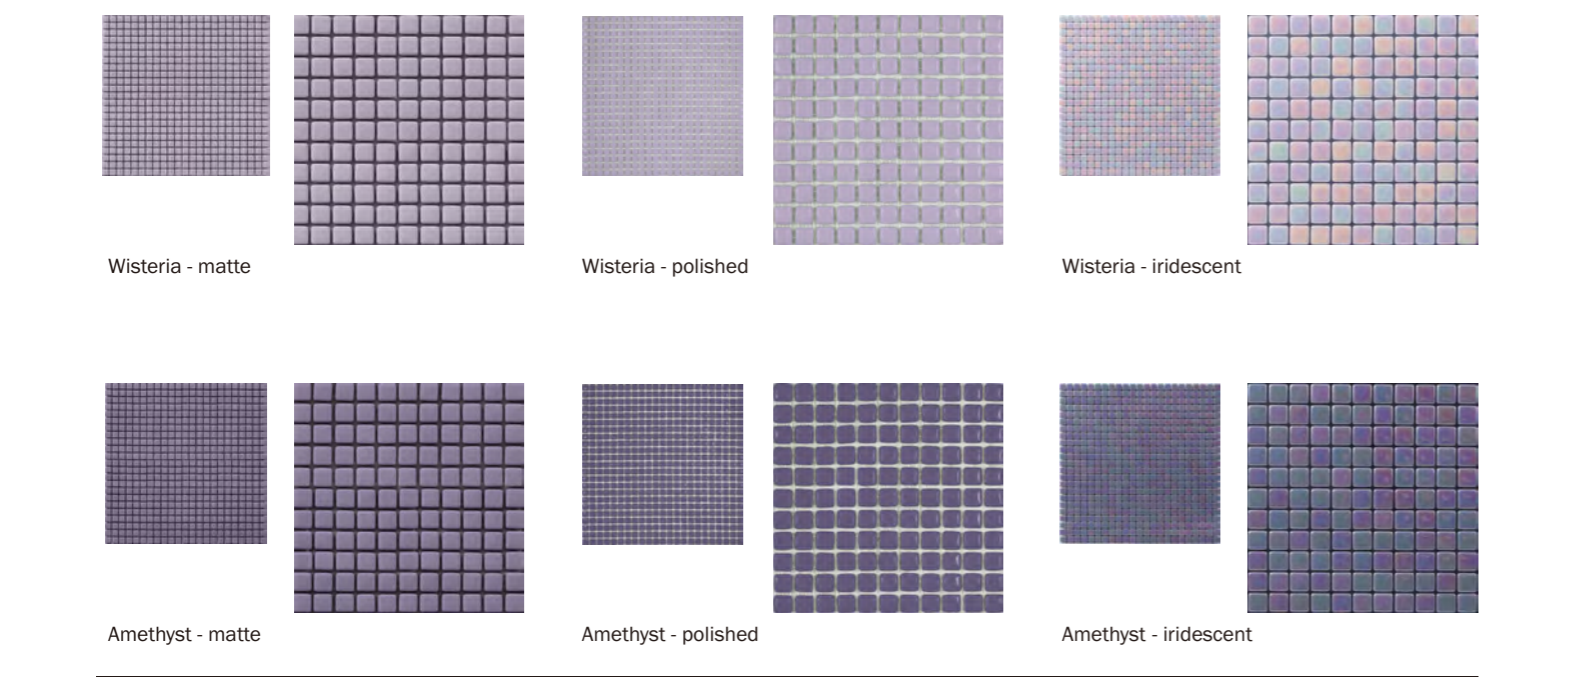 Wisteria - matte
Wisteria - polished
Wisteria - iridescent
Amethyst - matte
Amethyst - polished
Amethyst - iridescent